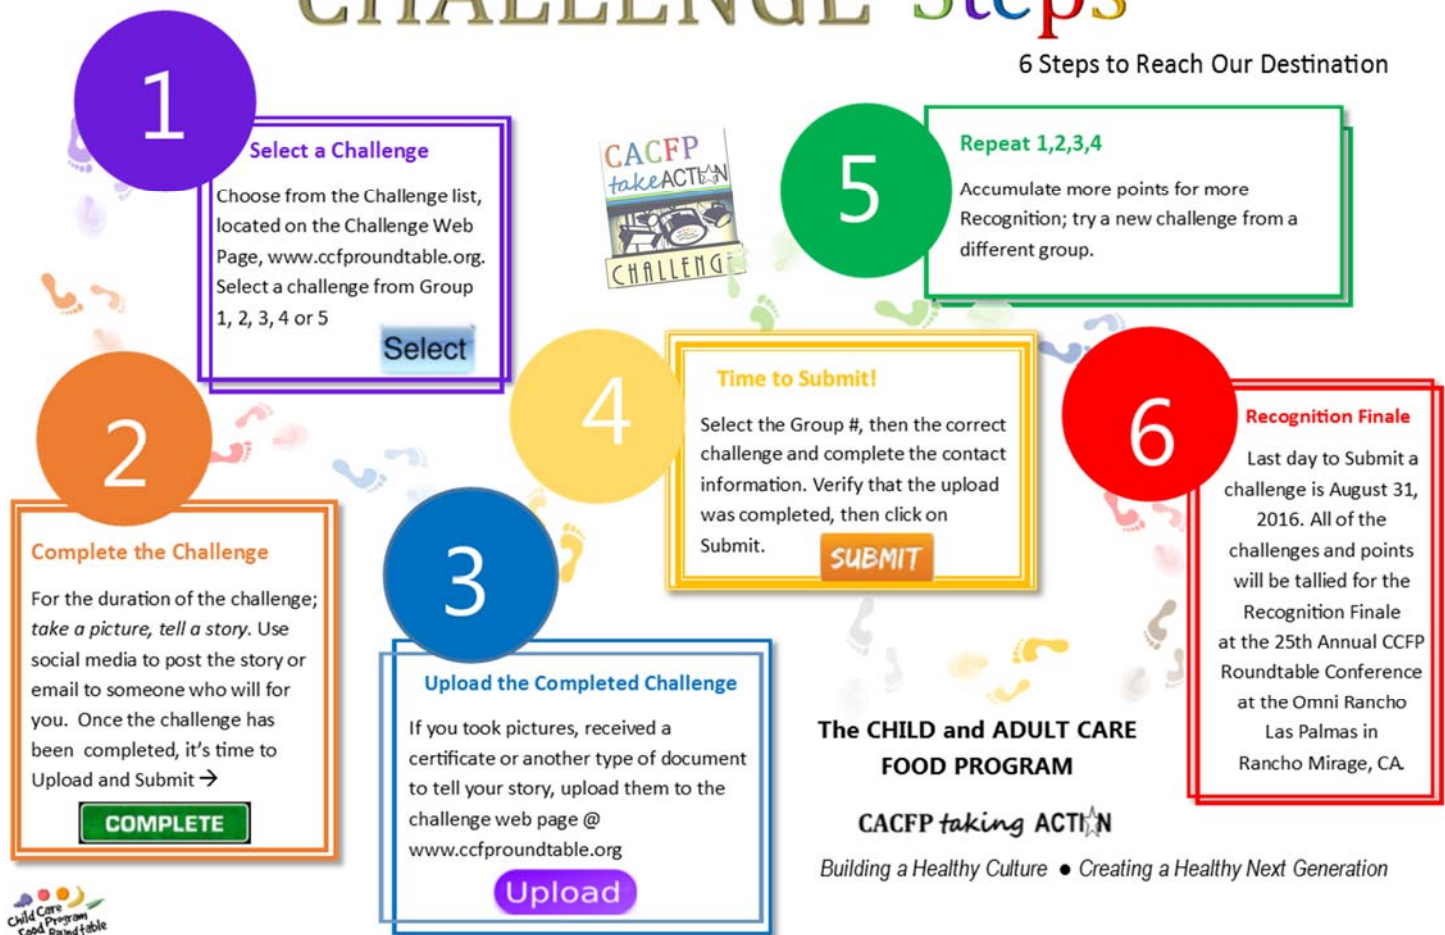 CHALLENGE Steps
6 Steps to Reach Our Destination
1
Select a Challenge
Choose from the Challenge list,
located on the Challenge Web
Page, www.ccfproundtable.org.
Select a challenge from Group
1, 2, 3, 4 or 5
Select
2
Complete the Challenge
For the duration of the challenge;
take a picture, tell a story. Use
social media to post the story or
email to someone who will for
you. Once the challenge has
been completed, it's time to
Upload and Submit →
COMPLETE
3
Upload the Completed Challenge
If you took pictures, received a
certificate or another type of document
to tell your story, upload them to the
challenge web page @
www.ccfproundtable.org
Upload
4
Time to Submit!
Select the Group #, then the correct
challenge and complete the contact
information. Verify that the upload
was completed, then click on
Submit.
SUBMIT
CACFP
takeACTI☆N
CHALLENGE
5
Repeat 1,2,3,4
Accumulate more points for more
Recognition; try a new challenge from a
different group.
6
Recognition Finale
Last day to Submit a
challenge is August 31,
2016. All of the
challenges and points
will be tallied for the
Recognition Finale
at the 25th Annual CCFP
Roundtable Conference
at the Omni Rancho
Las Palmas in
Rancho Mirage, CA.
The CHILD and ADULT CARE
FOOD PROGRAM
CACFP taking ACTI☆N
Building a Healthy Culture ● Creating a Healthy Next Generation
Child Care
Food Program
Roundtable